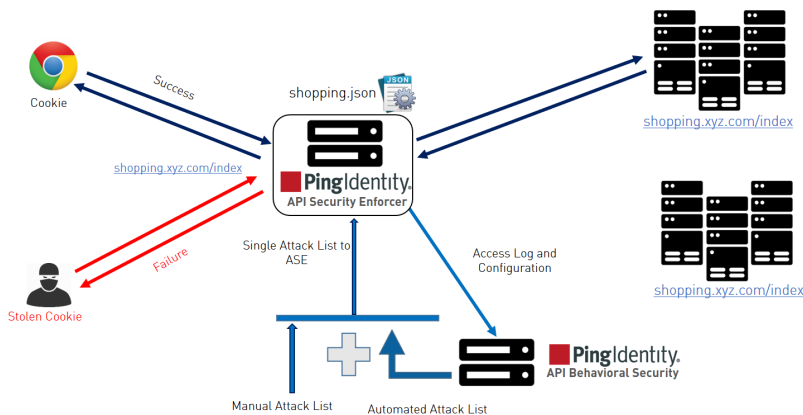 Cookie
Success
shopping.json
JSON
shopping.xyz.com/index
shopping.xyz.com/index
PingIdentity.
API Security Enforcer
Failure
Stolen Cookie
Single Attack List to
ASE
Access Log and
Configuration
shopping.xyz.com/index
PingIdentity.
API Behavioral Security
Manual Attack List
Automated Attack List